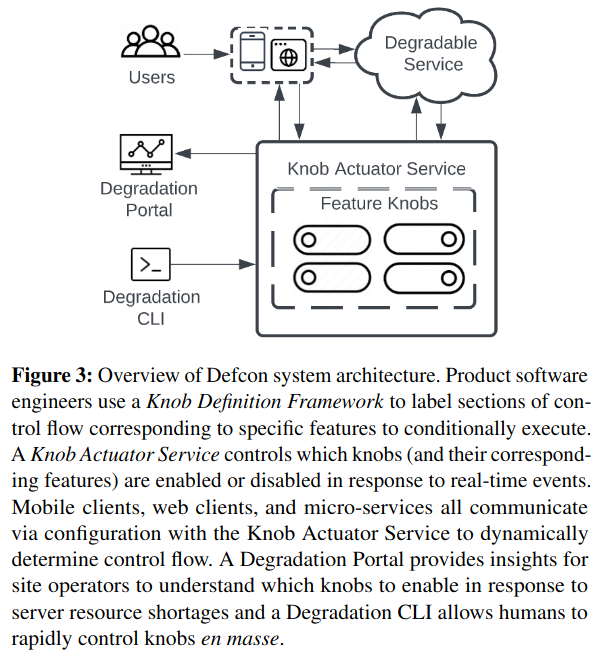 Users
Degradable
Service
Degradation
Portal
Knob Actuator Service
Feature Knobs
>_
Degradation
CLI
Figure 3: Overview of Defcon system architecture. Product software
engineers use a Knob Definition Framework to label sections of con-
trol flow corresponding to specific features to conditionally execute.
A Knob Actuator Service controls which knobs (and their correspond-
ing features) are enabled or disabled in response to real-time events.
Mobile clients, web clients, and micro-services all communicate
via configuration with the Knob Actuator Service to dynamically
determine control flow. A Degradation Portal provides insights for
site operators to understand which knobs to enable in response to
server resource shortages and a Degradation CLI allows humans to
rapidly control knobs en masse.